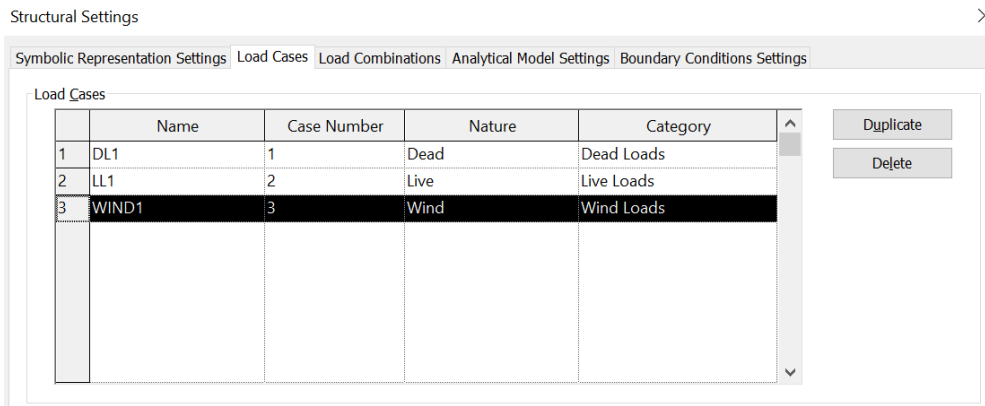 Structural Settings
Symbolic Representation Settings Load Cases Load Combinations Analytical Model Settings Boundary Conditions Settings
Load Cases
Name Case Number Nature Category
1 DL1 1 Dead Dead Loads
2 LL1 2 Live Live Loads
3 WIND1 3 Wind Wind Loads
Duplicate
Delete